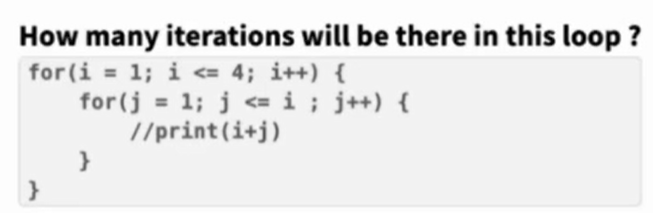 How many iterations will be there in this loop ?
for(i = 1; i <= 4; i++) {
    for(j = 1; j <= i ; j++) {
        //print(i+j)
    }
}